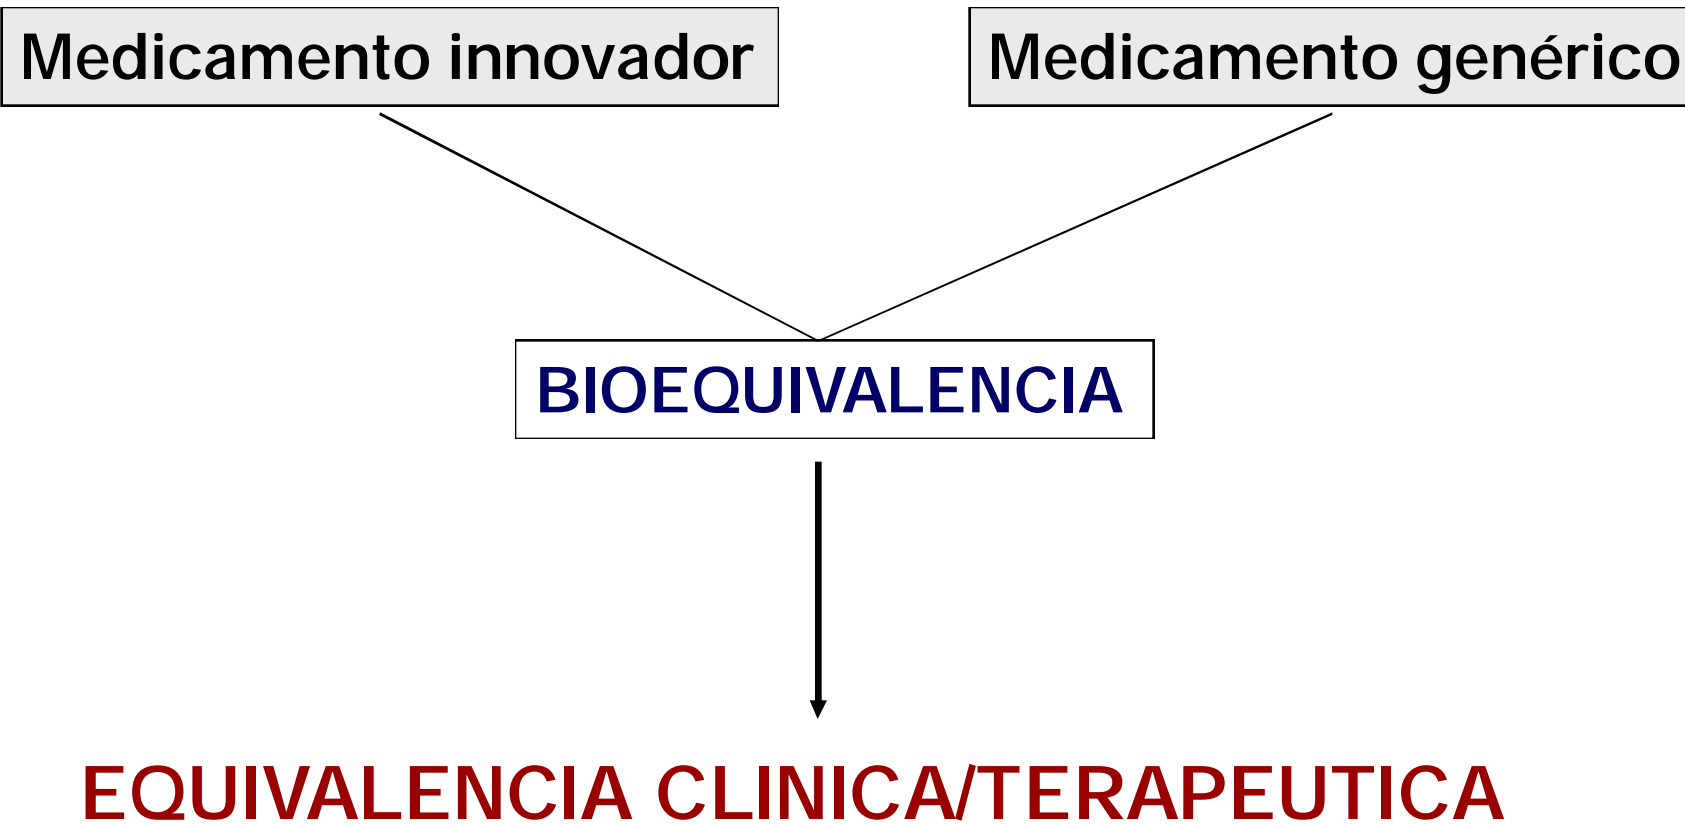 Medicamento innovador
Medicamento genérico
BIOEQUIVALENCIA
EQUIVALENCIA CLINICA/TERAPEUTICA